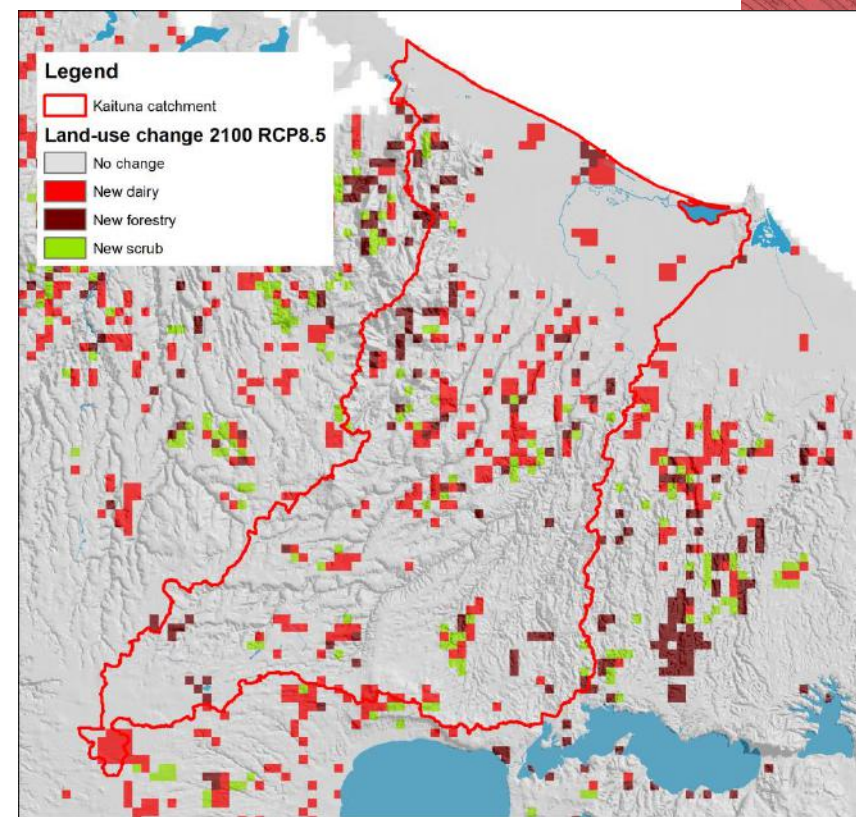 Legend
Kaituna catchment
Land-use change 2100 RCP8.5
No change
New dairy
New forestry
New scrub